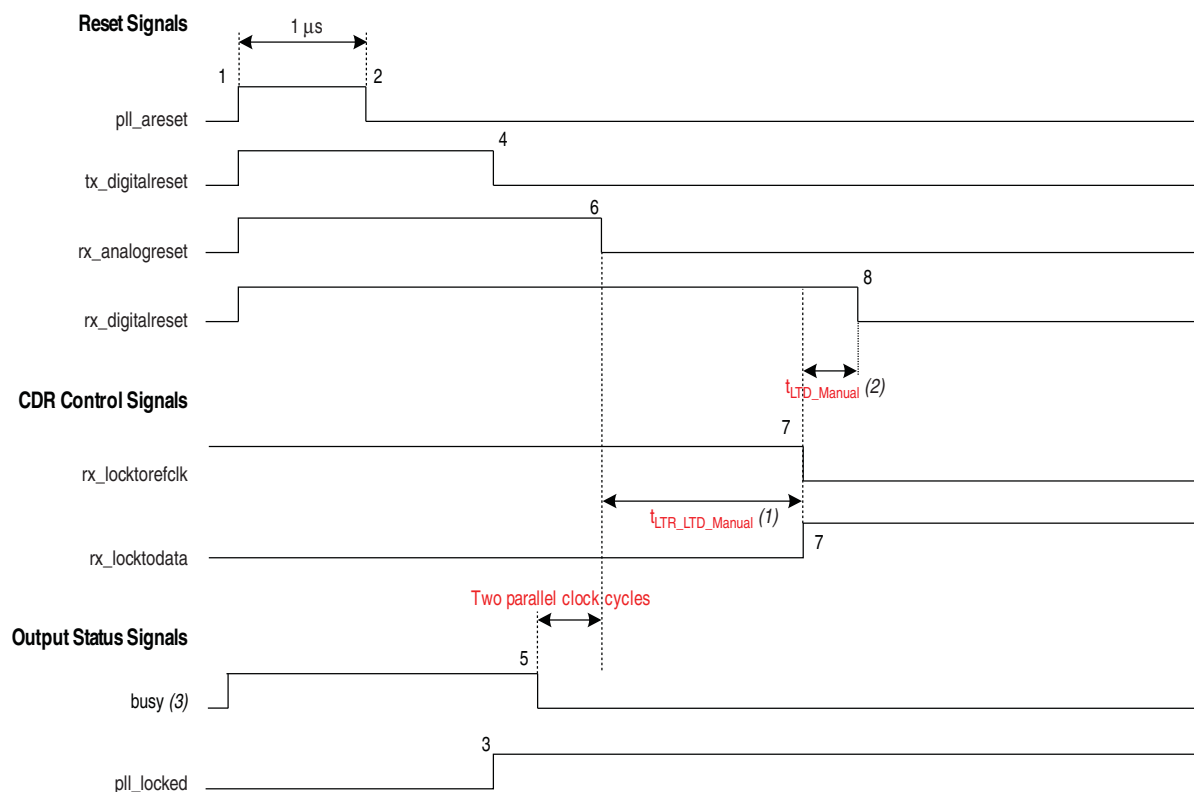 Reset Signals
1 μs
1
2
pll_areset
4
tx_digitalreset
6
rx_analogreset
8
rx_digitalreset
tLTD_Manual (2)
CDR Control Signals
7
rx_locktorefclk
tLTR_LTD_Manual (1)
7
rx_locktodata
Two parallel clock cycles
Output Status Signals
5
busy (3)
3
pll_locked